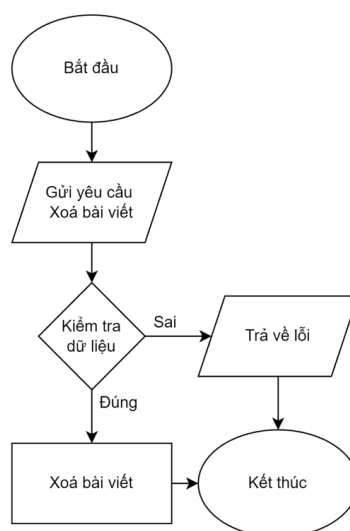 Bắt đầu
Gửi yêu cầu
Xoá bài viết
Kiểm tra
dữ liệu
Sai
Trả về lỗi
Đúng
Xoá bài viết
Kết thúc